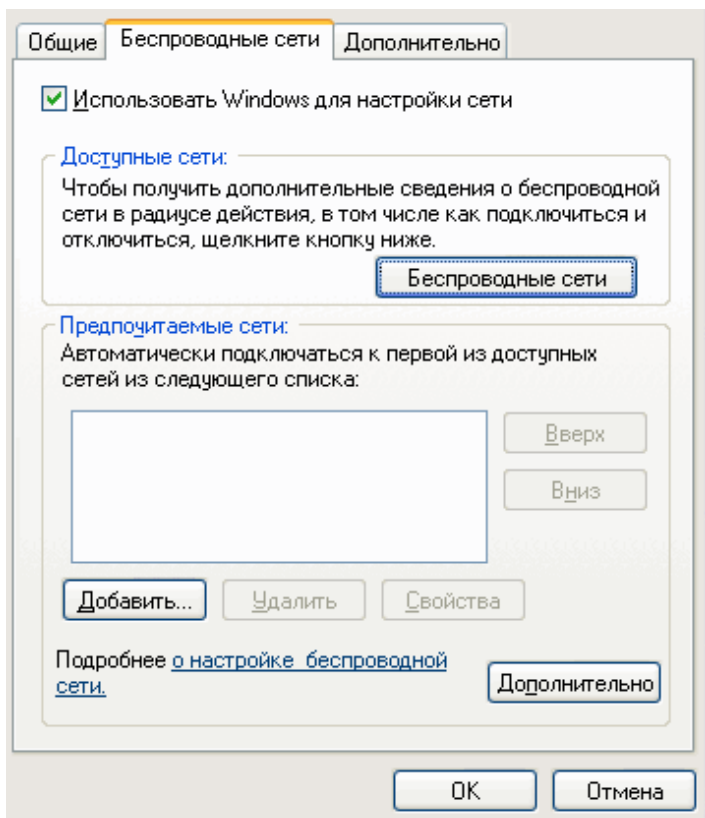 Общие
Беспроводные сети
Дополнительно
Использовать Windows для настройки сети
Доступные сети:
Чтобы получить дополнительные сведения о беспроводной
сети в радиусе действия, в том числе как подключиться и
отключиться, щелкните кнопку ниже.
Беспроводные сети
Предпочитаемые сети:
Автоматически подключаться к первой из доступных
сетей из следующего списка:
Вверх
Вниз
Добавить...
Удалить
Свойства
Подробнее о настройке беспроводной
сети.
Дополнительно
OK
Отмена